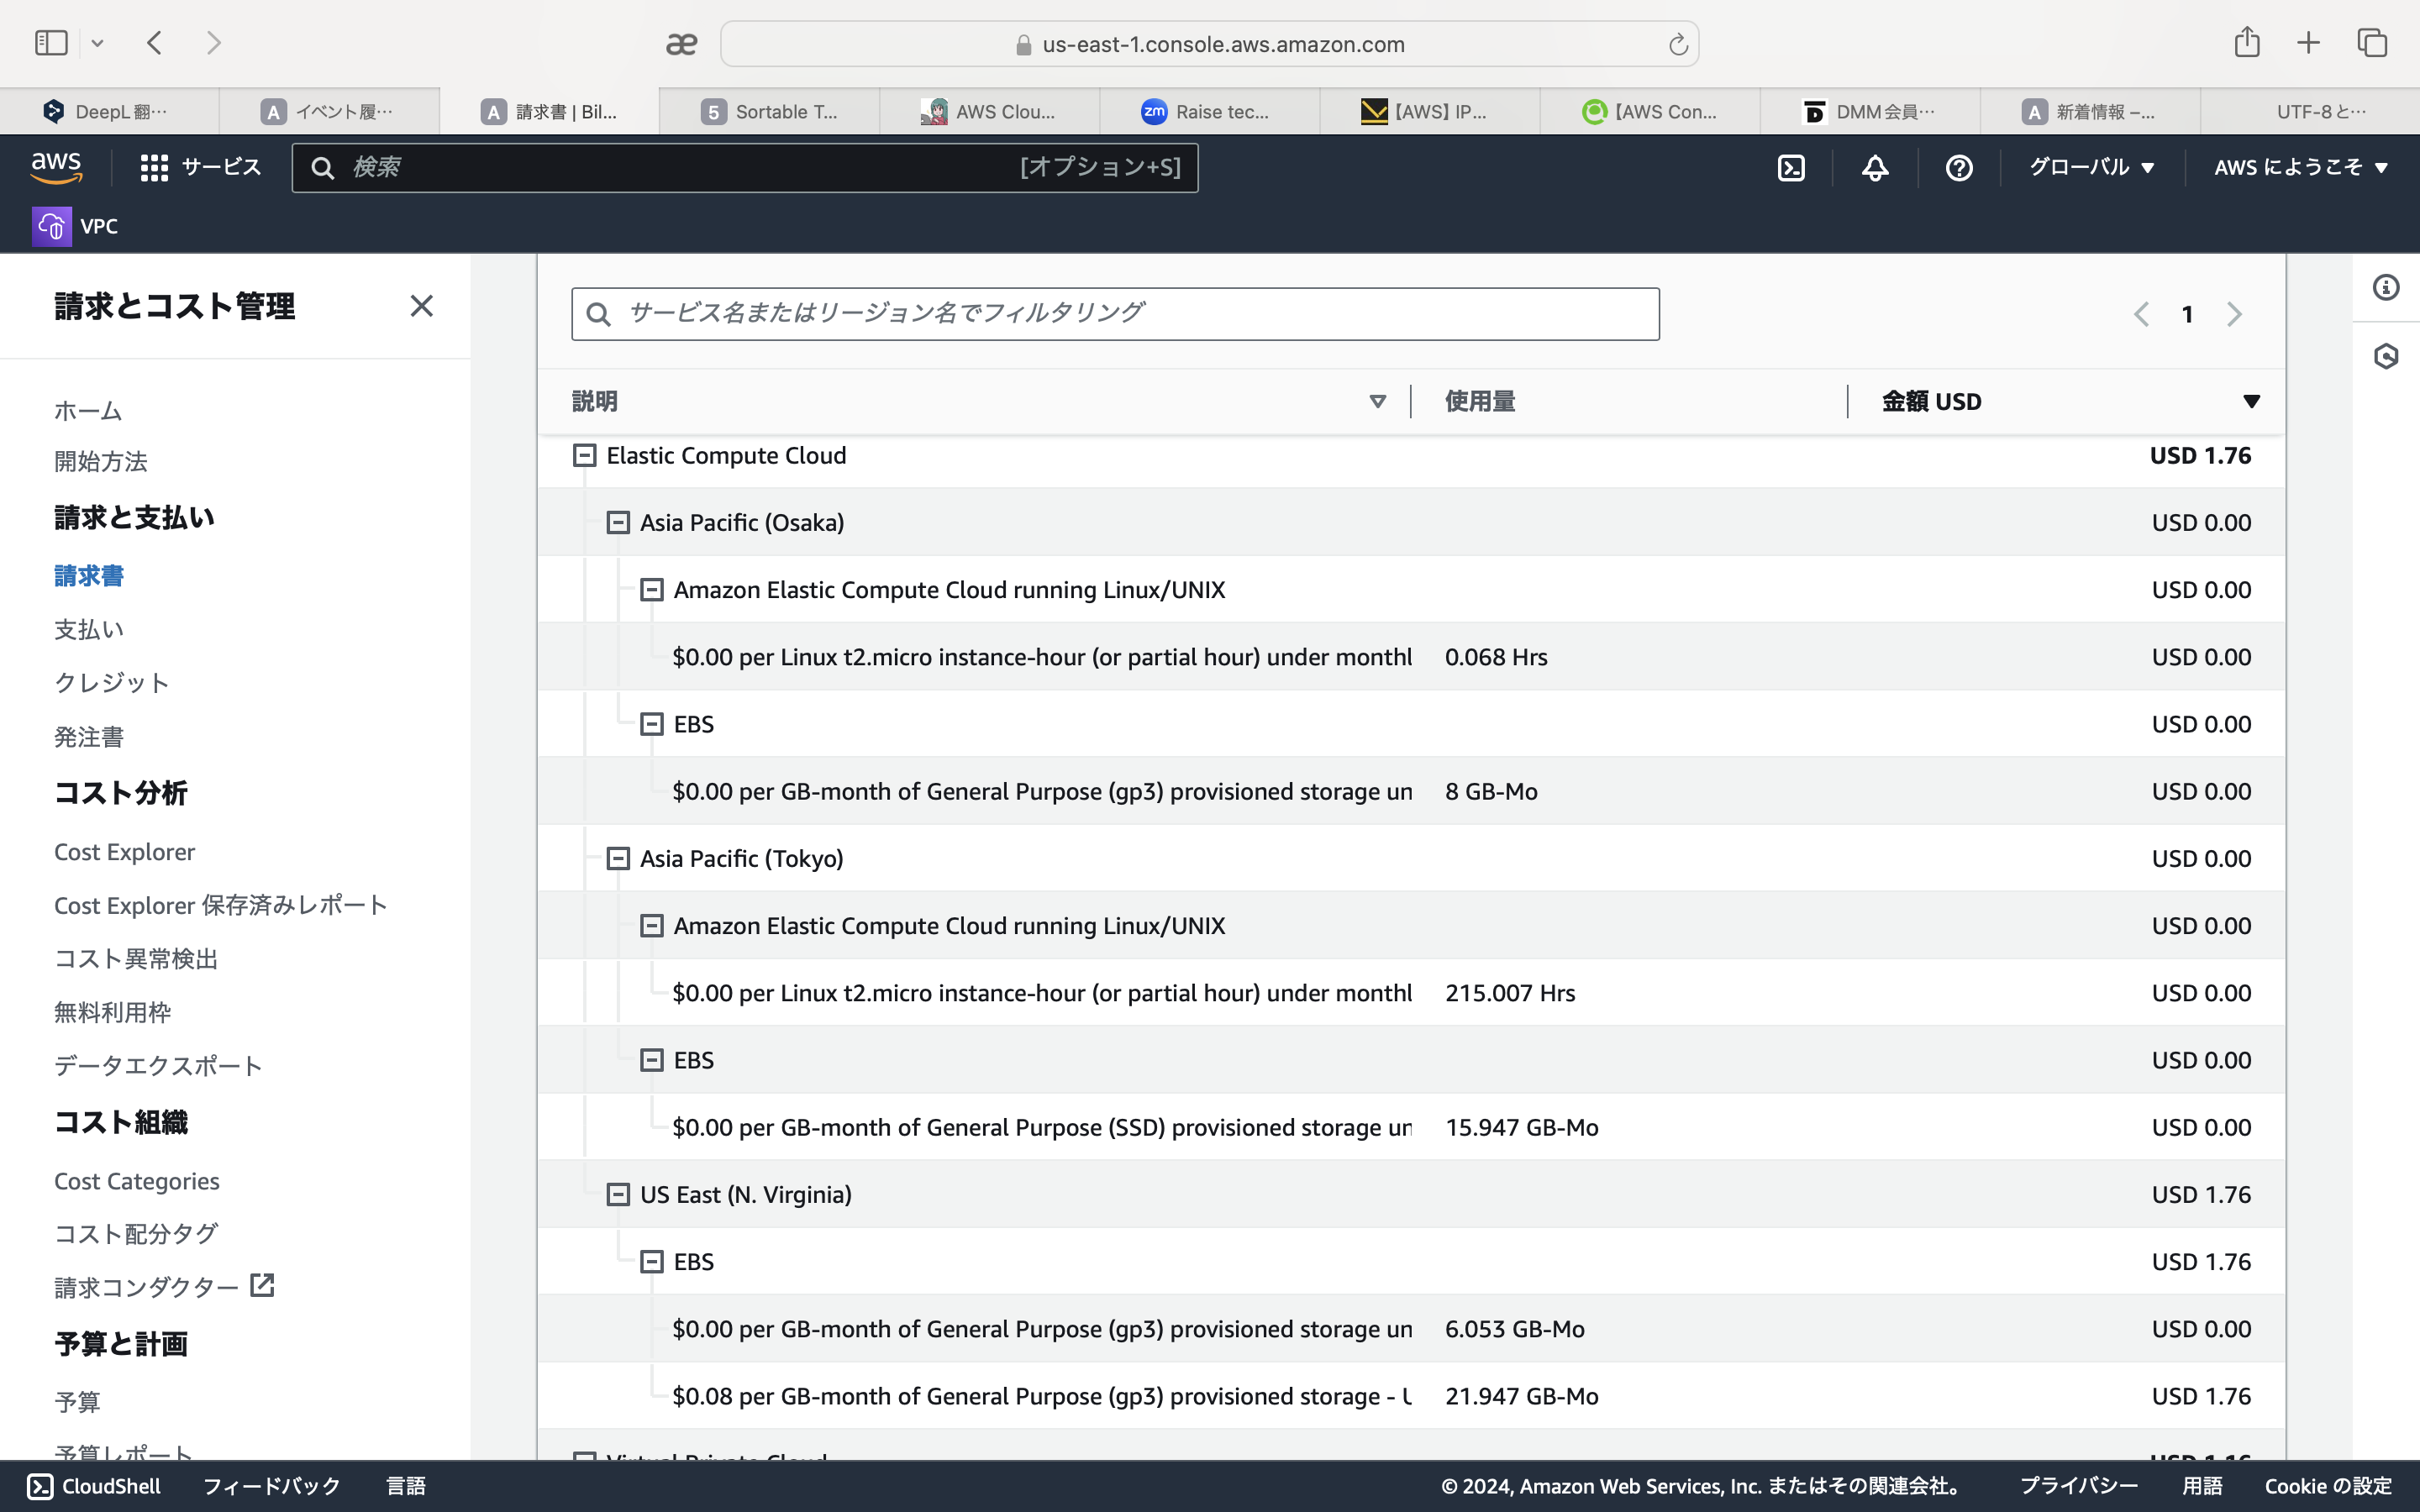 us-east-1.console.aws.amazon.com
DeepL 翻…
イベント履…
請求書 | Bil...
Sortable T...
AWS Clou...
Raise tec...
【AWS】IP...
【AWS Con...
DMM 会員…
新着情報 –...
UTF-8 と…
aws
サービス
検索
[オプション+S]
グローバル
AWS にようこそ
VPC
請求とコスト管理
ホーム
開始方法
請求と支払い
請求書
支払い
クレジット
発注書
コスト分析
Cost Explorer
Cost Explorer 保存済みレポート
コスト異常検出
無料利用枠
データエクスポート
コスト組織
Cost Categories
コスト配分タグ
請求コンダクター
予算と計画
予算
予算レポート
サービス名またはリージョン名でフィルタリング
1
説明 使用量 金額 USD
Elastic Compute Cloud USD 1.76
Asia Pacific (Osaka) USD 0.00
Amazon Elastic Compute Cloud running Linux/UNIX USD 0.00
$0.00 per Linux t2.micro instance-hour (or partial hour) under monthl 0.068 Hrs USD 0.00
EBS USD 0.00
$0.00 per GB-month of General Purpose (gp3) provisioned storage un 8 GB-Mo USD 0.00
Asia Pacific (Tokyo) USD 0.00
Amazon Elastic Compute Cloud running Linux/UNIX USD 0.00
$0.00 per Linux t2.micro instance-hour (or partial hour) under monthl 215.007 Hrs USD 0.00
EBS USD 0.00
$0.00 per GB-month of General Purpose (SSD) provisioned storage un 15.947 GB-Mo USD 0.00
US East (N. Virginia) USD 1.76
EBS USD 1.76
$0.00 per GB-month of General Purpose (gp3) provisioned storage un 6.053 GB-Mo USD 0.00
$0.08 per GB-month of General Purpose (gp3) provisioned storage - U 21.947 GB-Mo USD 1.76
Virtual Private Cloud USD 1.16
CloudShell フィードバック 言語
© 2024, Amazon Web Services, Inc. またはその関連会社。 プライバシー 用語 Cookie の設定